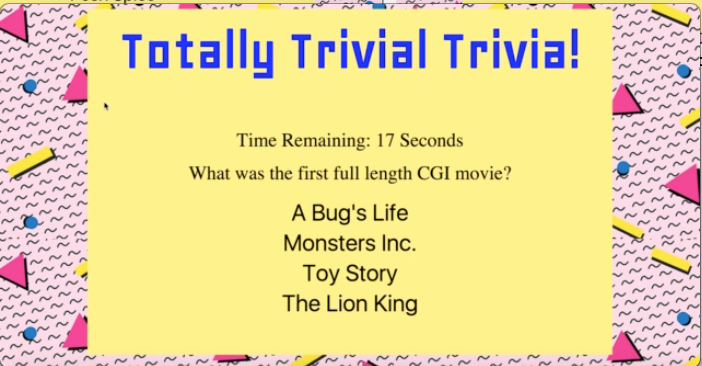 Totally Trivial Trivia!
Time Remaining: 17 Seconds
What was the first full length CGI movie?
A Bug's Life
Monsters Inc.
Toy Story
The Lion King